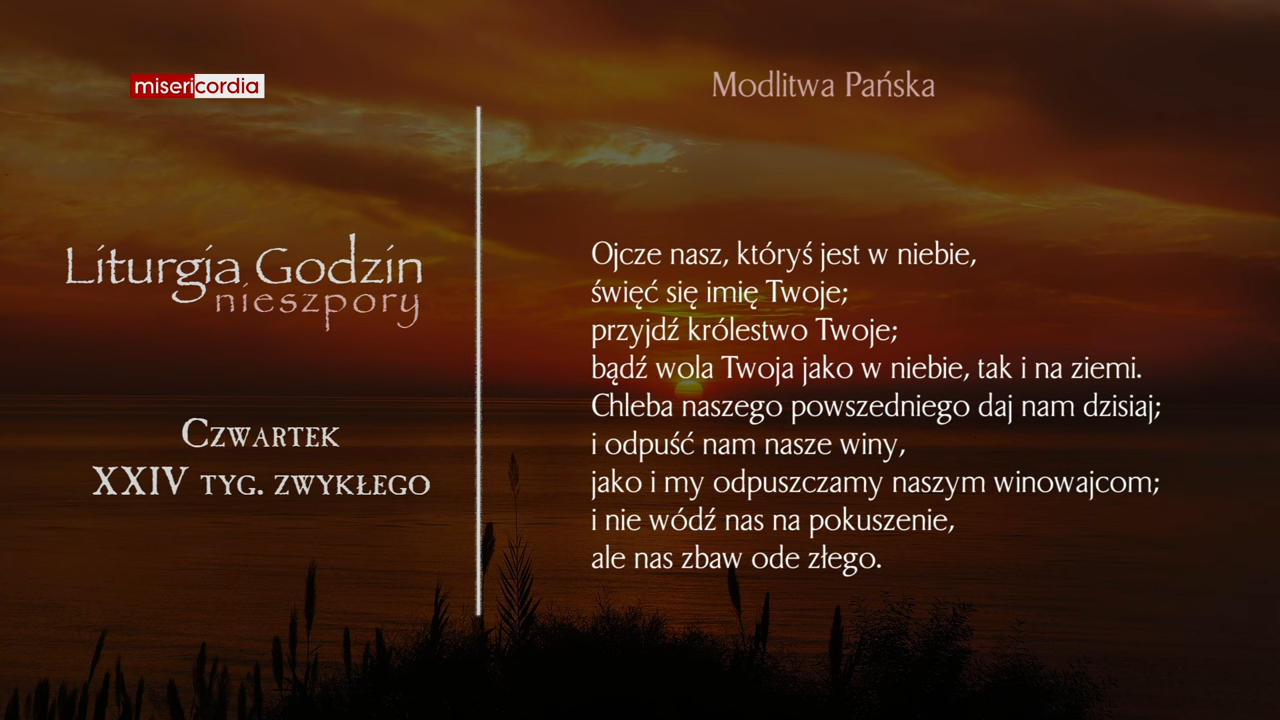 misericordia
Liturgia Godzin
nieszpory
Czwartek
XXIV tyg. zwykłego
Modlitwa Pańska
Ojcze nasz, któryś jest w niebie,
święć się imię Twoje;
przyjdź królestwo Twoje;
bądź wola Twoja jako w niebie, tak i na ziemi.
Chleba naszego powszedniego daj nam dzisiaj;
i odpuść nam nasze winy,
jako i my odpuszczamy naszym winowajcom;
i nie wódź nas na pokuszenie,
ale nas zbaw ode złego.